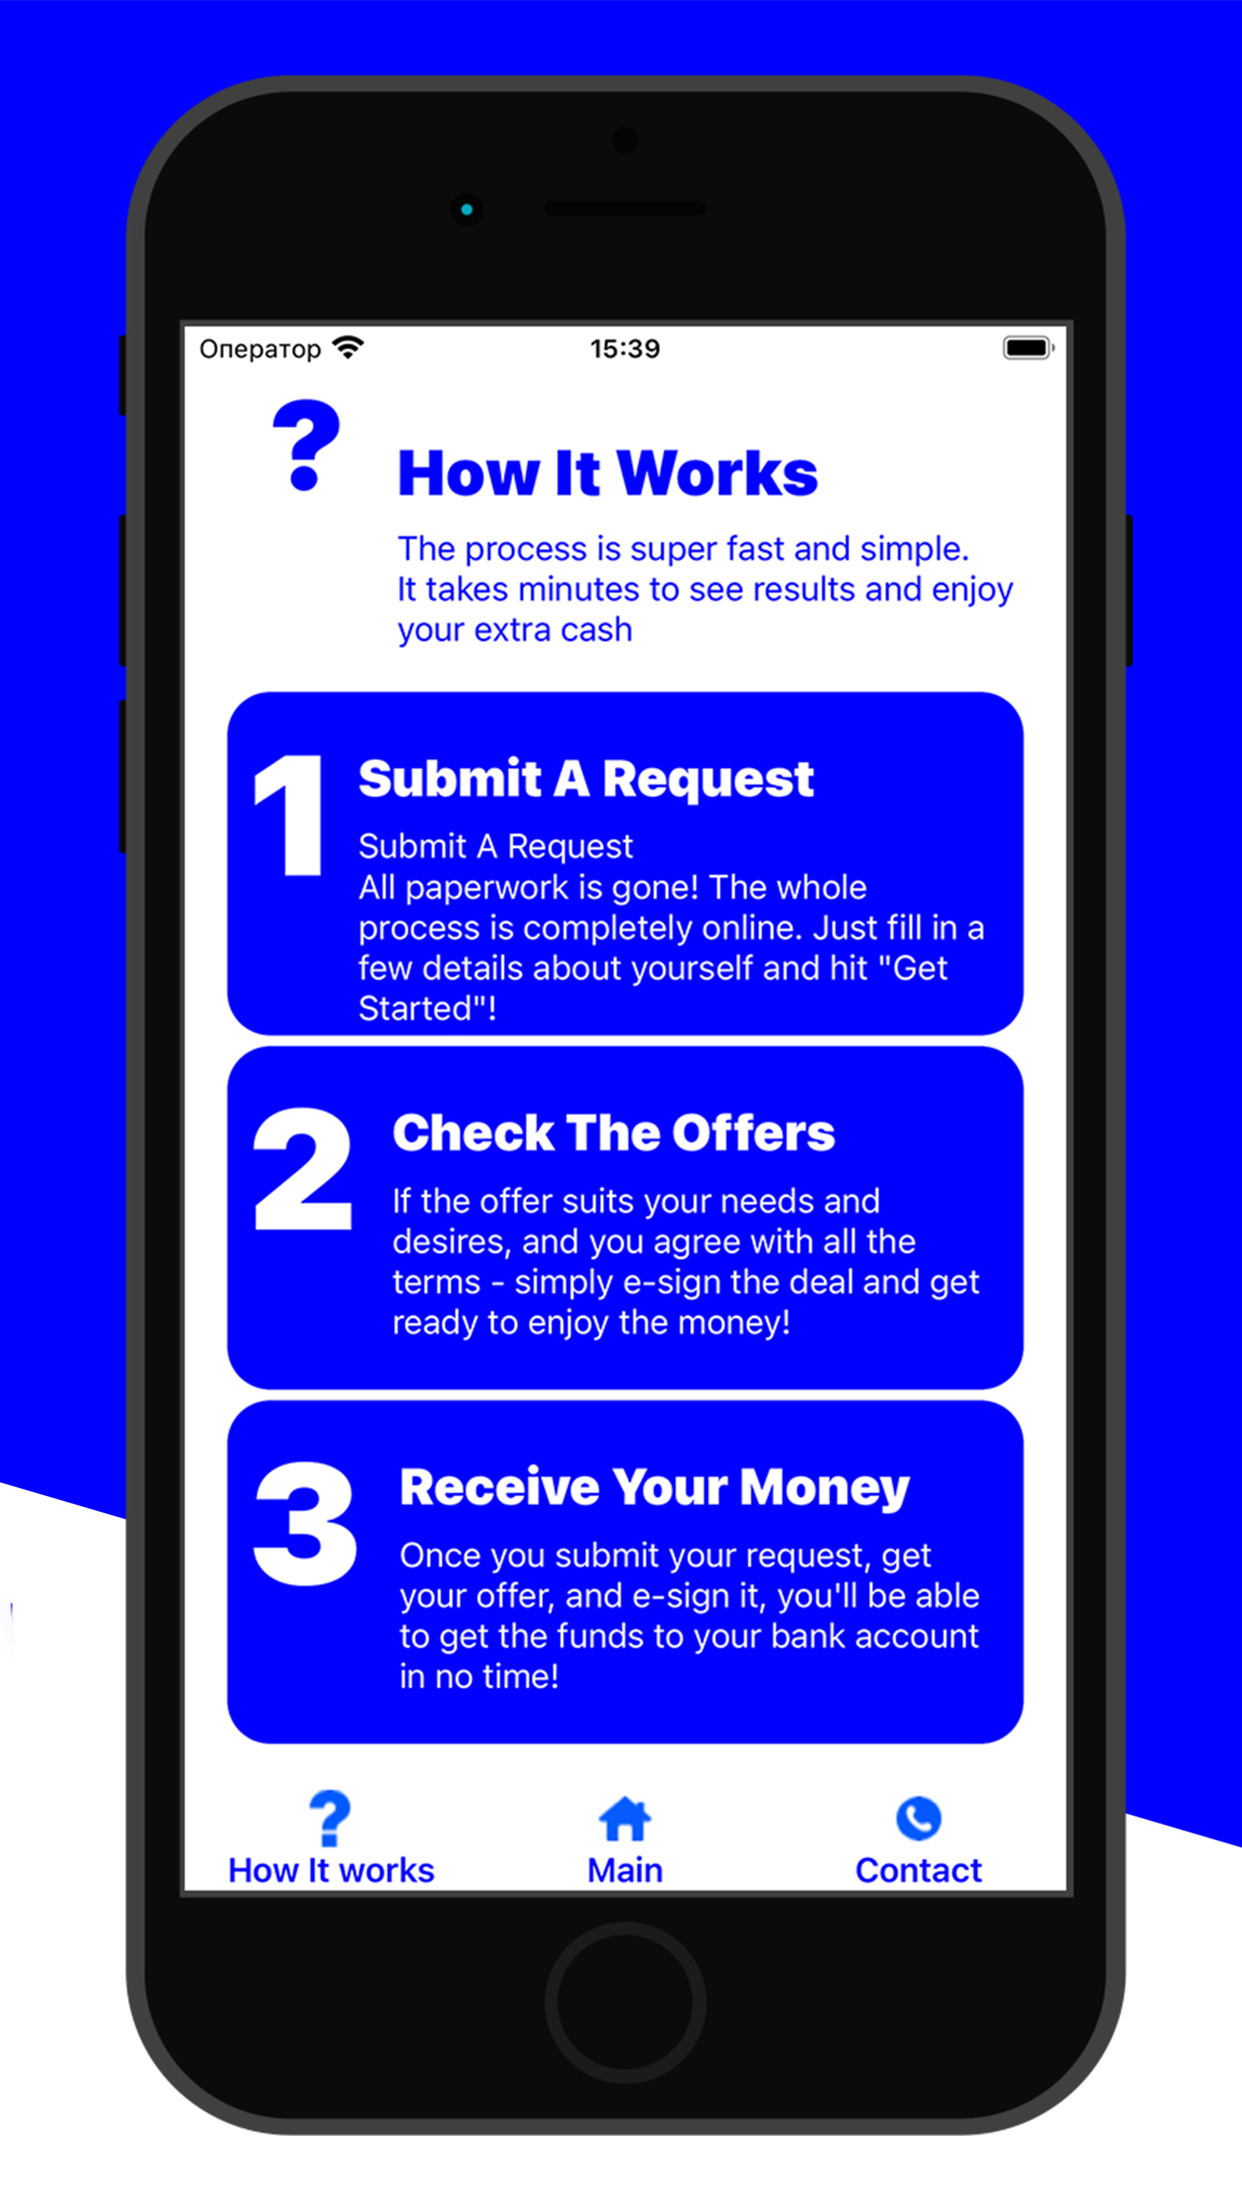 Оператор 15:39
?
How It Works
The process is super fast and simple.
It takes minutes to see results and enjoy
your extra cash
1
Submit A Request
Submit A Request
All paperwork is gone! The whole
process is completely online. Just fill in a
few details about yourself and hit "Get
Started"!
2
Check The Offers
If the offer suits your needs and
desires, and you agree with all the
terms - simply e-sign the deal and get
ready to enjoy the money!
3
Receive Your Money
Once you submit your request, get
your offer, and e-sign it, you'll be able
to get the funds to your bank account
in no time!
?
How It works Main Contact